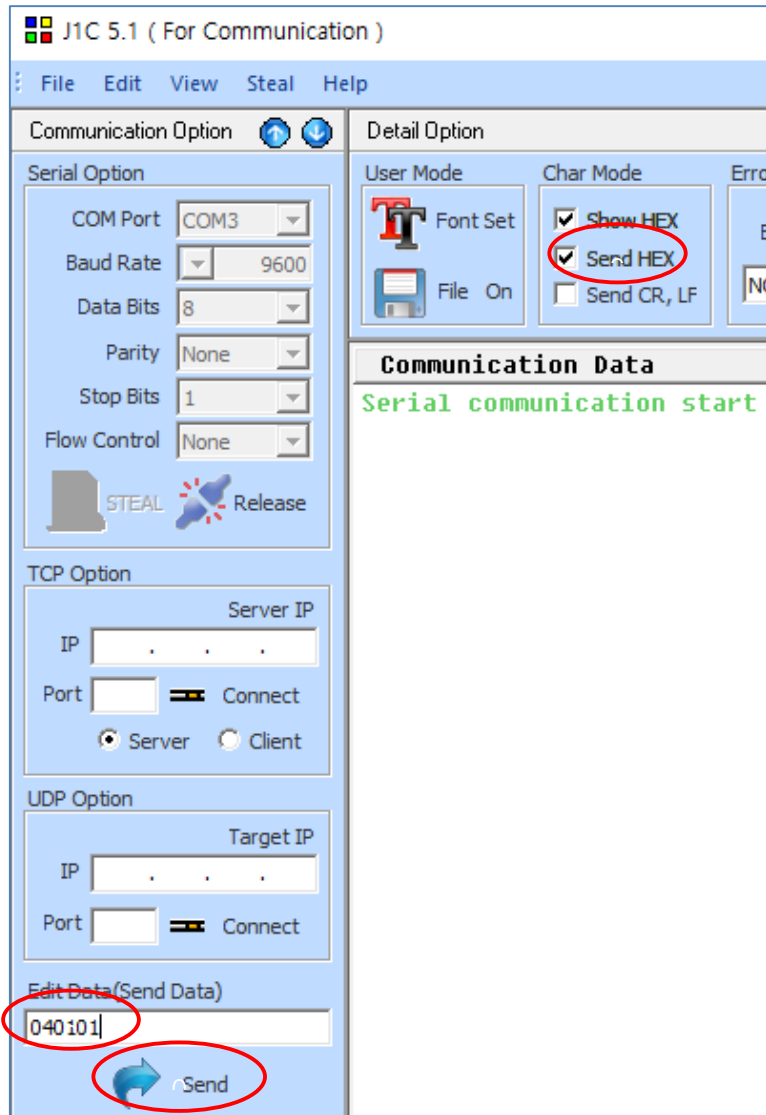 J1C 5.1 ( For Communication )
File Edit View Steal Help
Communication Option
Serial Option
COM Port COM3
Baud Rate 9600
Data Bits 8
Parity None
Stop Bits 1
Flow Control None
STEAL Release
TCP Option
Server IP
IP . . .
Port Connect
Server Client
UDP Option
Target IP
IP . . .
Port Connect
Edit Data(Send Data)
040101
Send
Detail Option
User Mode
Font Set
File On
Char Mode
Show HEX
Send HEX
Send CR, LF
Communication Data
Serial communication start